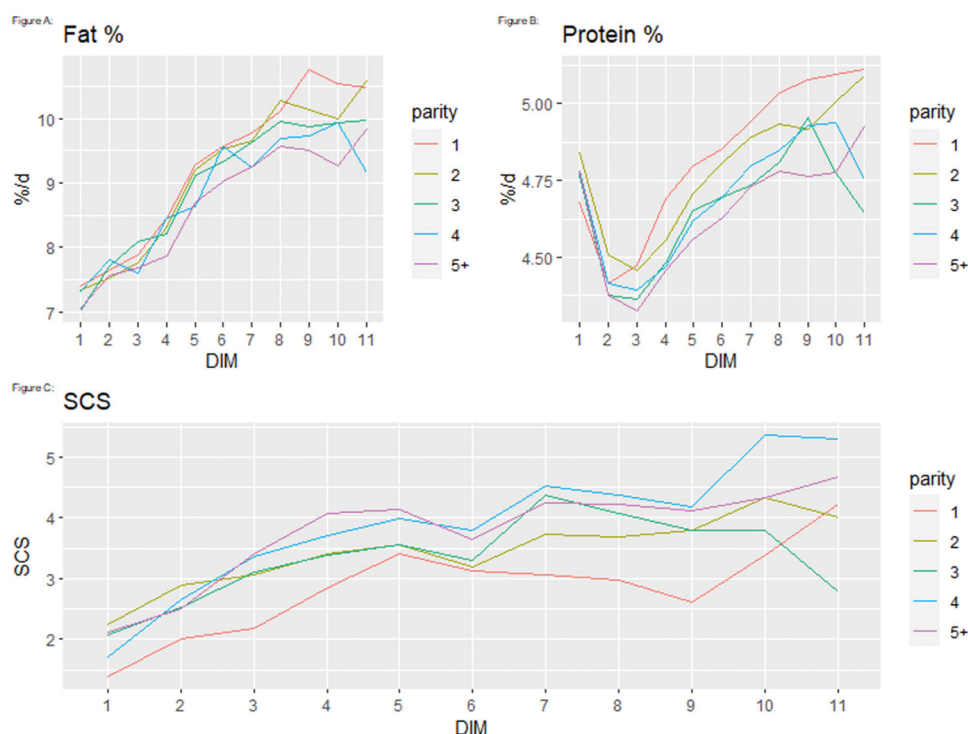 Figure A:
Fat %
%/d
10
9
8
7
1 2 3 4 5 6 7 8 9 10 11
DIM
parity
1
2
3
4
5+
Figure B:
Protein %
%/d
5.00
4.75
4.50
1 2 3 4 5 6 7 8 9 10 11
DIM
parity
1
2
3
4
5+
Figure C:
SCS
SCS
5
4
3
2
1 2 3 4 5 6 7 8 9 10 11
DIM
parity
1
2
3
4
5+